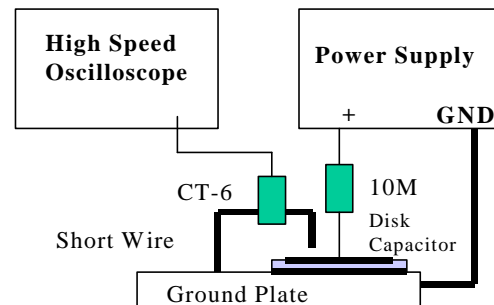 High Speed
Oscilloscope
Power Supply
+
GND
CT-6
10M
Disk
Capacitor
Short Wire
Ground Plate